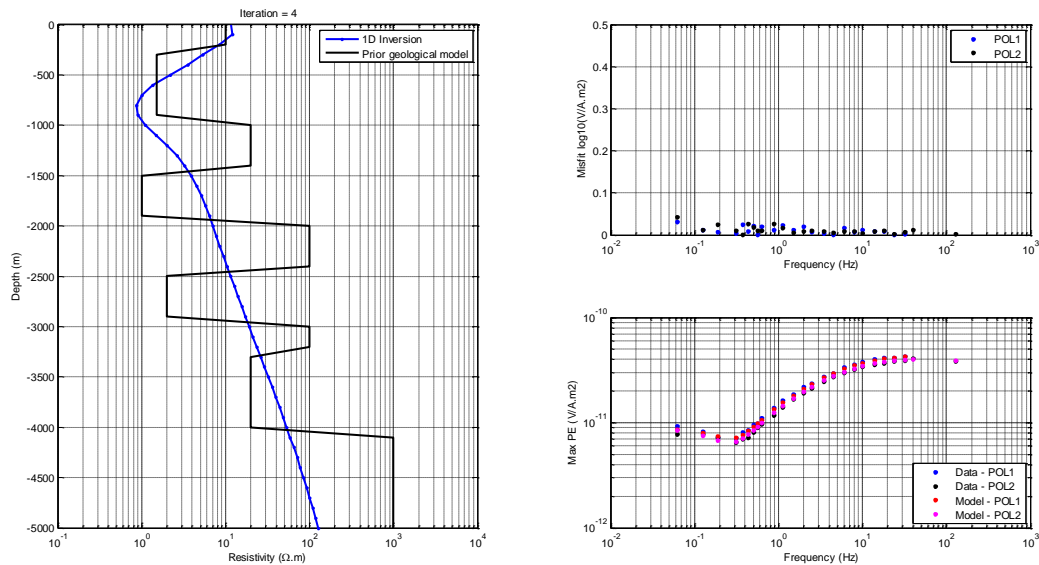 Iteration = 4
1D Inversion
Prior geological model
0
-500
-1000
-1500
-2000
-2500
-3000
-3500
-4000
-4500
-5000
Depth (m)
10^-1
10^0
10^1
10^2
10^3
10^4
Resistivity (Ω.m)
POL1
POL2
0.5
0.4
0.3
0.2
0.1
0
Misfit log10(V/A.m2)
10^-2
10^-1
10^0
10^1
10^2
10^3
Frequency (Hz)
10^-10
10^-11
10^-12
Max PE (V/A.m2)
Data - POL1
Data - POL2
Model - POL1
Model - POL2
10^-2
10^-1
10^0
10^1
10^2
10^3
Frequency (Hz)